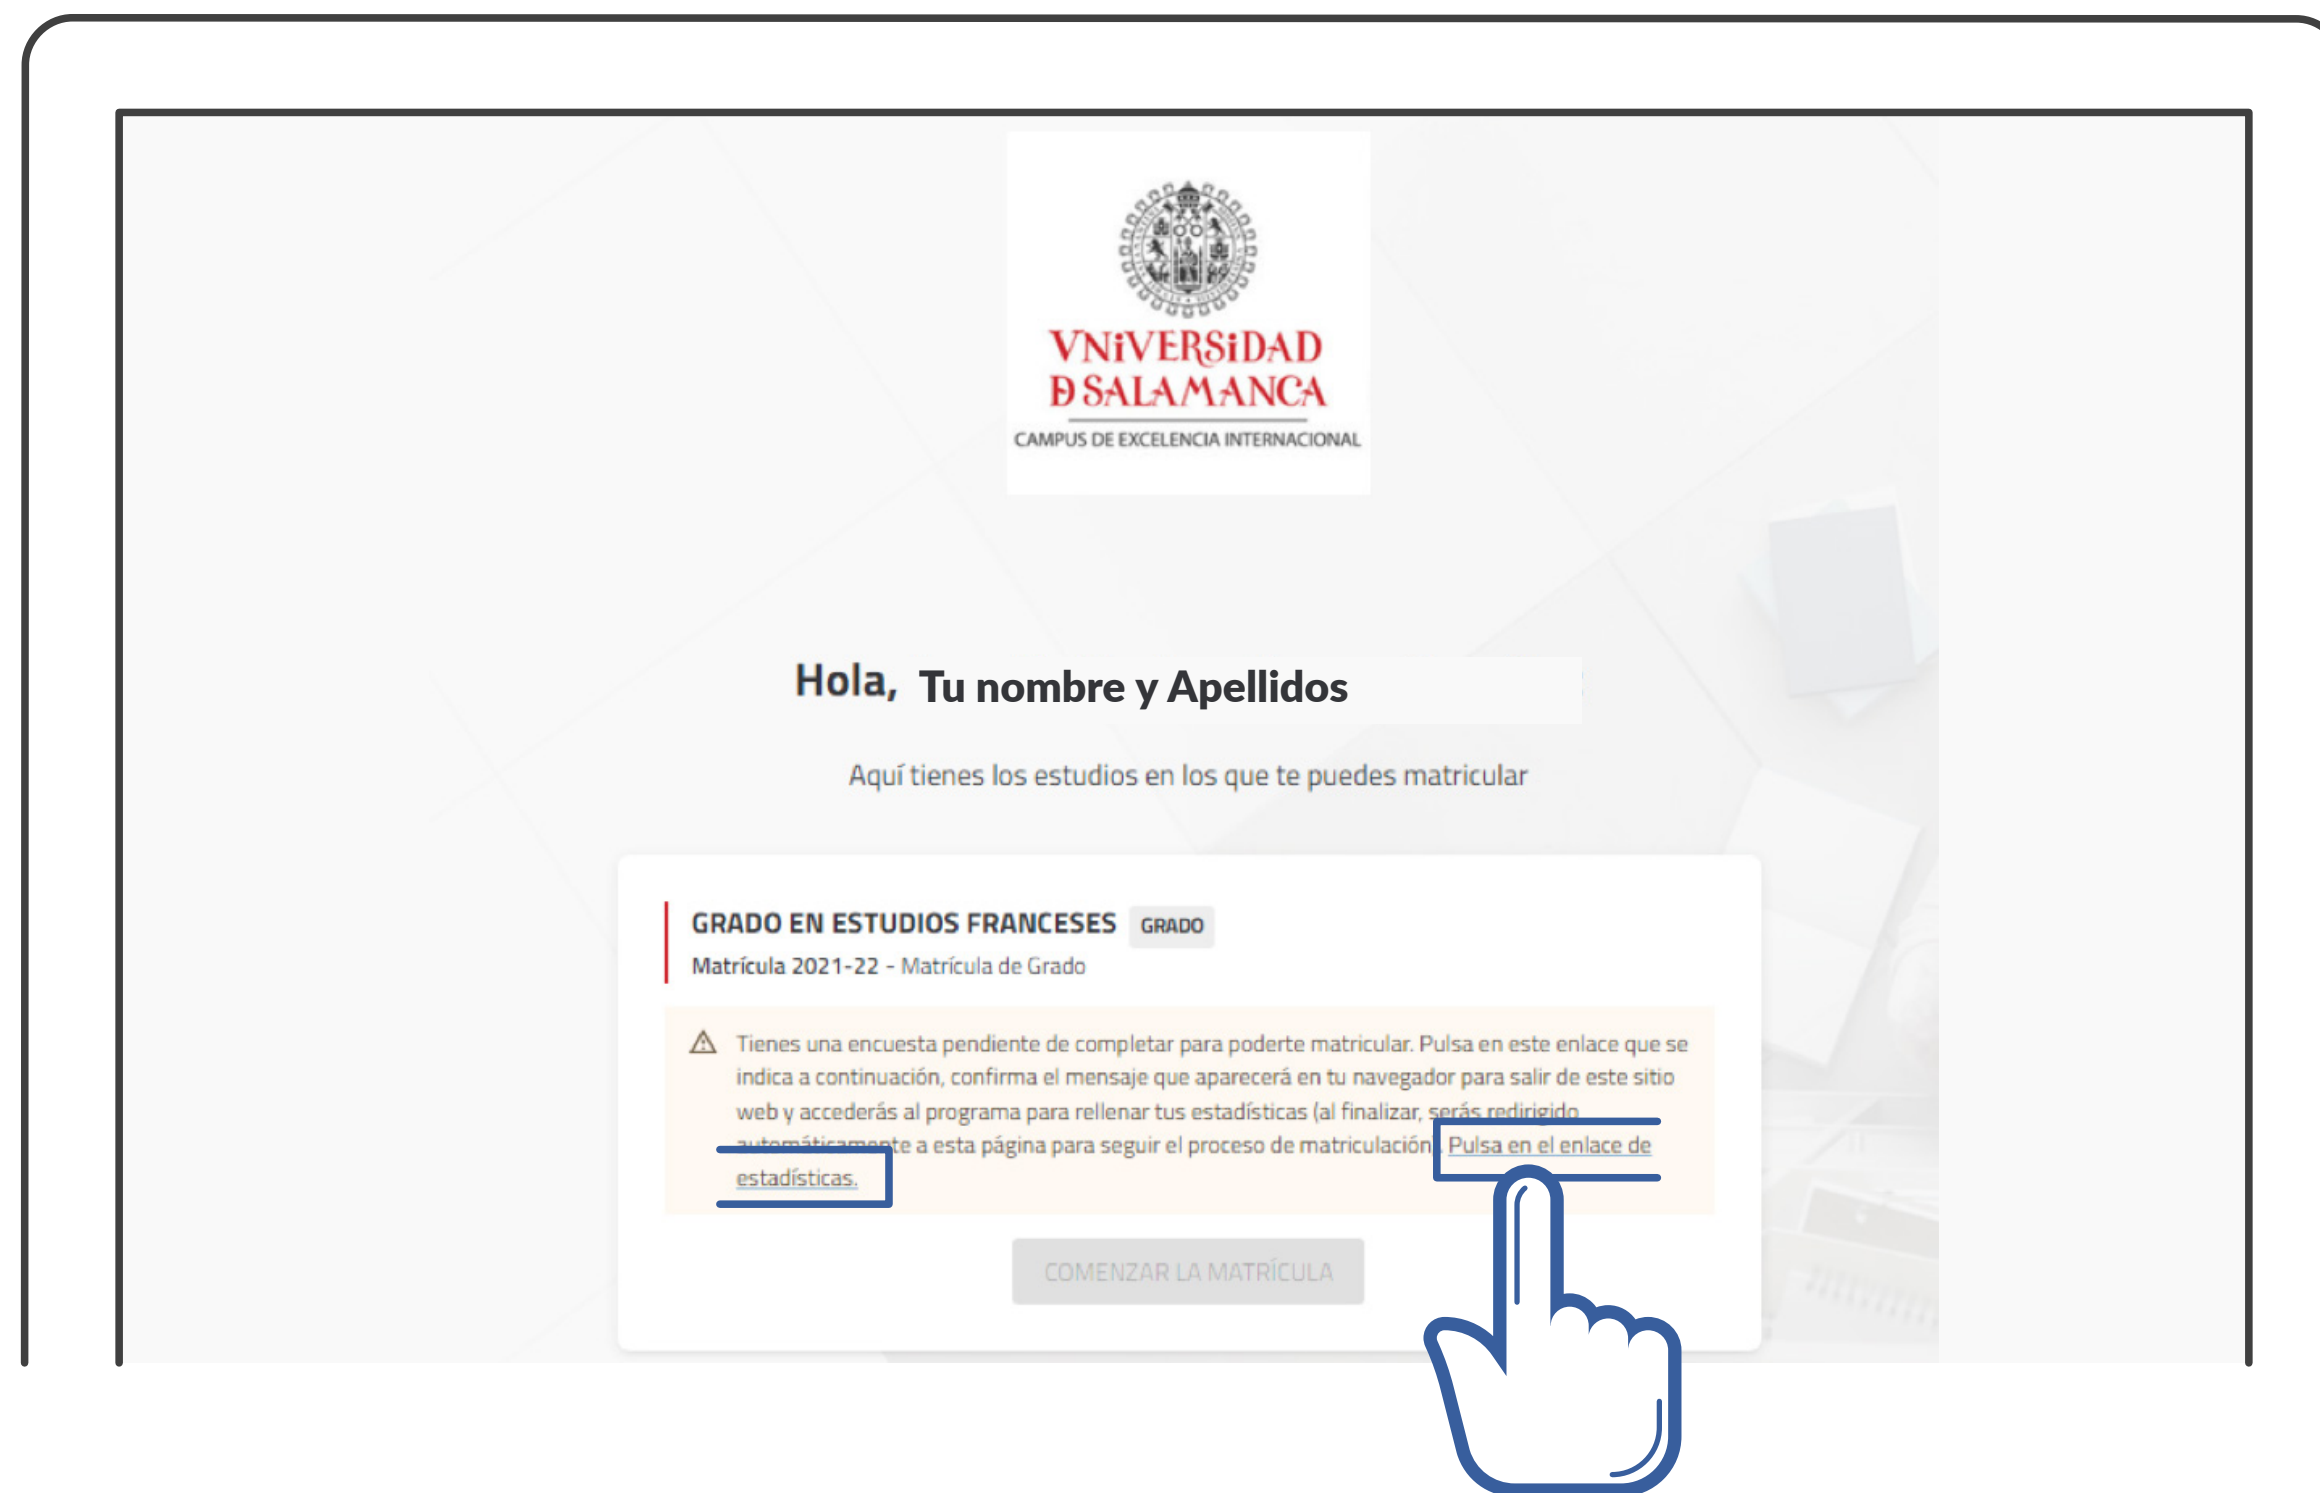 VNiVERSiDAD
Ð SALAMANCA
CAMPUS DE EXCELENCIA INTERNACIONAL
Hola, Tu nombre y Apellidos
Aquí tienes los estudios en los que te puedes matricular
GRADO EN ESTUDIOS FRANCESES GRADO
Matrícula 2021-22 - Matrícula de Grado
Tienes una encuesta pendiente de completar para poderte matricular. Pulsa en este enlace que se
indica a continuación, confirma el mensaje que aparecerá en tu navegador para salir de este sitio
web y accederás al programa para rellenar tus estadísticas (al finalizar, serás redirigido
automáticamente a esta página para seguir el proceso de matriculación). Pulsa en el enlace de
estadísticas.
COMENZAR LA MATRÍCULA